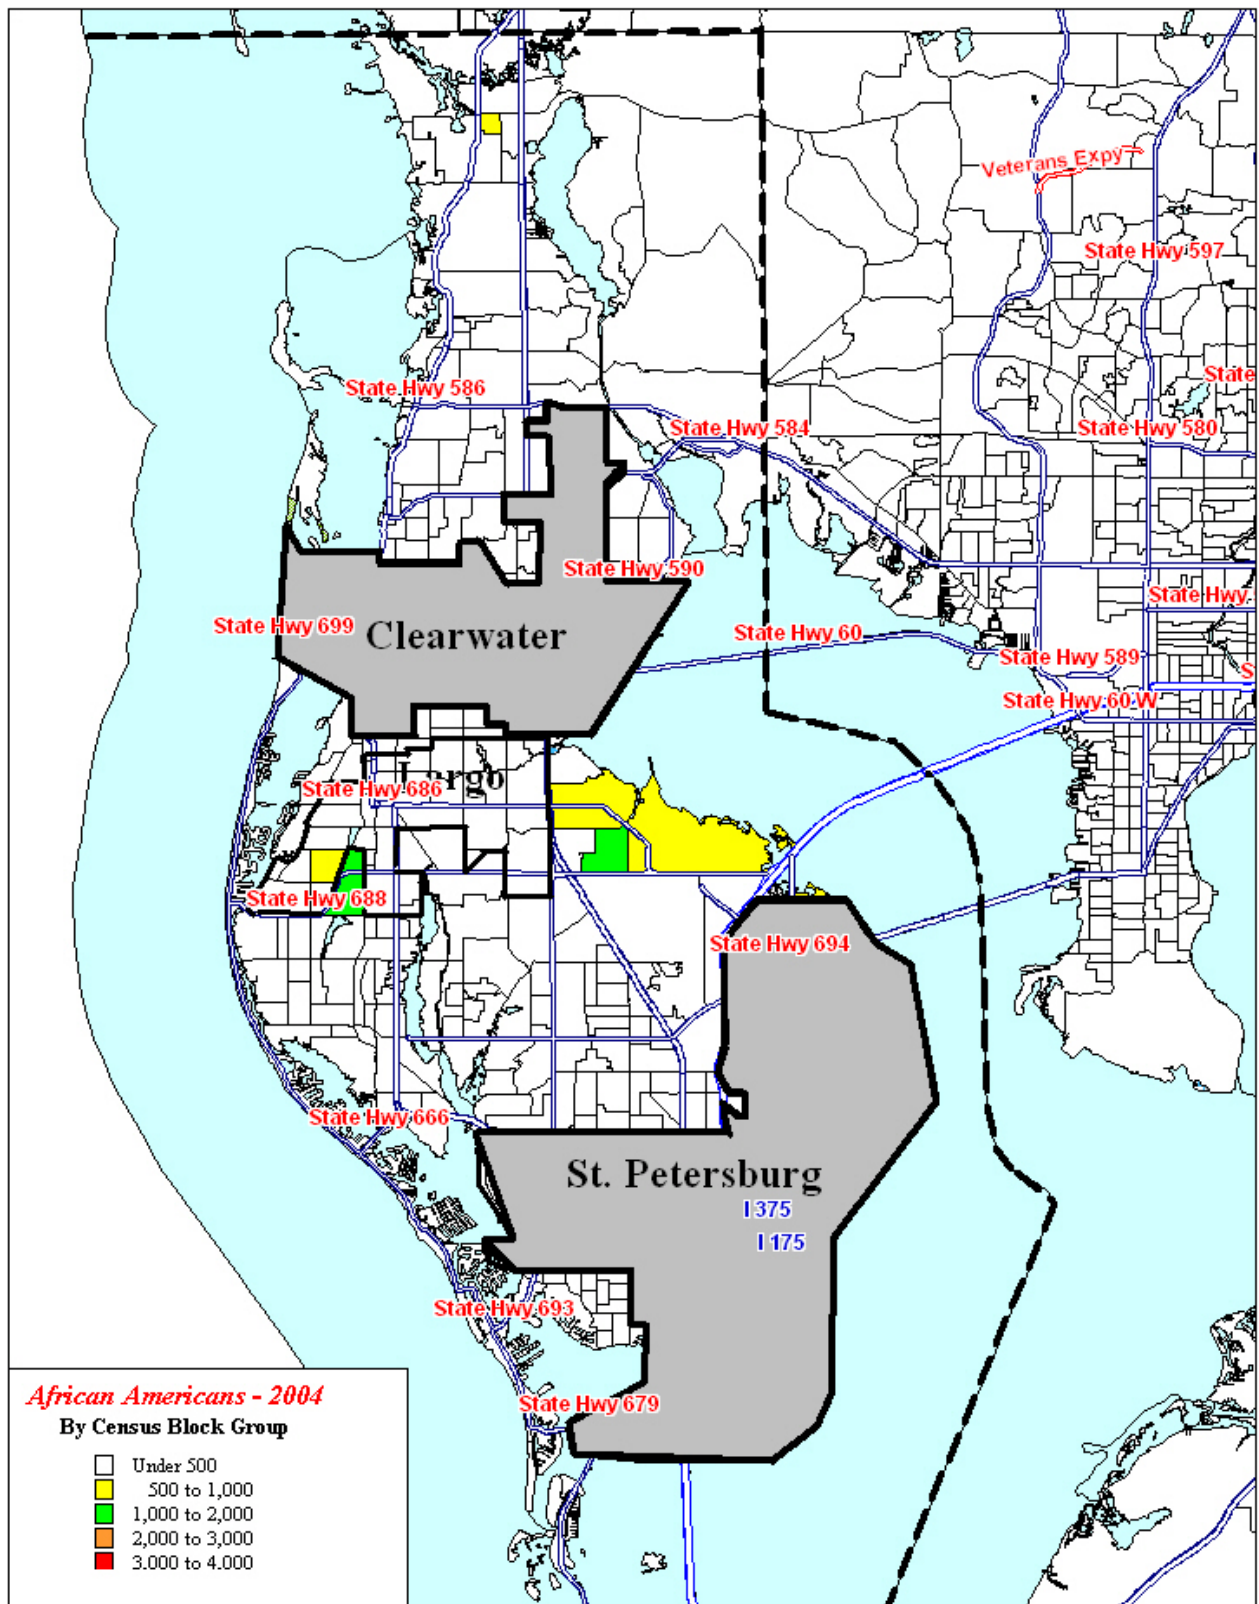 Veterans Expy
State Hwy 597
State
State Hwy 586
State Hwy 584
State Hwy 580
State Hwy 590
State Hwy
State Hwy 699
Clearwater
State Hwy 60
State Hwy 589
S
State Hwy 60 W
Largo
State Hwy 686
State Hwy 688
State Hwy 694
State Hwy 666
St. Petersburg
I 375
I 175
State Hwy 693
State Hwy 679
African Americans - 2004
By Census Block Group
Under 500
500 to 1,000
1,000 to 2,000
2,000 to 3,000
3.000 to 4.000